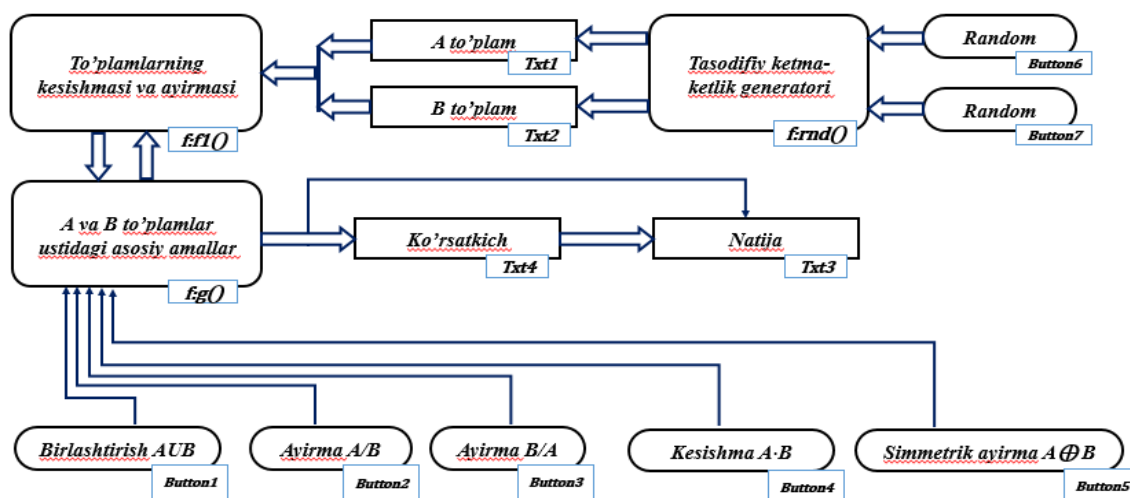 To’plamlarning
kesishmasi va ayirmasi
f:f1()
A to’plam
Txt1
B to’plam
Txt2
Tasodifiy ketma-
ketlik generatori
f:rnd()
Random
Button6
Random
Button7
A va B to’plamlar
ustidagi asosiy amallar
f:g()
Ko’rsatkich
Txt4
Natija
Txt3
Birlashtirish AUB
Button1
Ayirma A/B
Button2
Ayirma B/A
Button3
Kesishma A·B
Button4
Simmetrik ayirma A⊕B
Button5